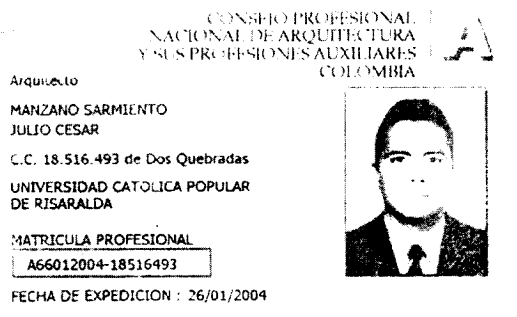 CONSEJO PROFESIONAL
NACIONAL DE ARQUITECTURA
Y SUS PROFESIONES AUXILIARES
COLOMBIA
A
Arquitecto
MANZANO SARMIENTO
JULIO CESAR
C.C. 18.516.493 de Dos Quebradas
UNIVERSIDAD CATOLICA POPULAR
DE RISARALDA
MATRICULA PROFESIONAL
A66012004-18516493
FECHA DE EXPEDICION : 26/01/2004